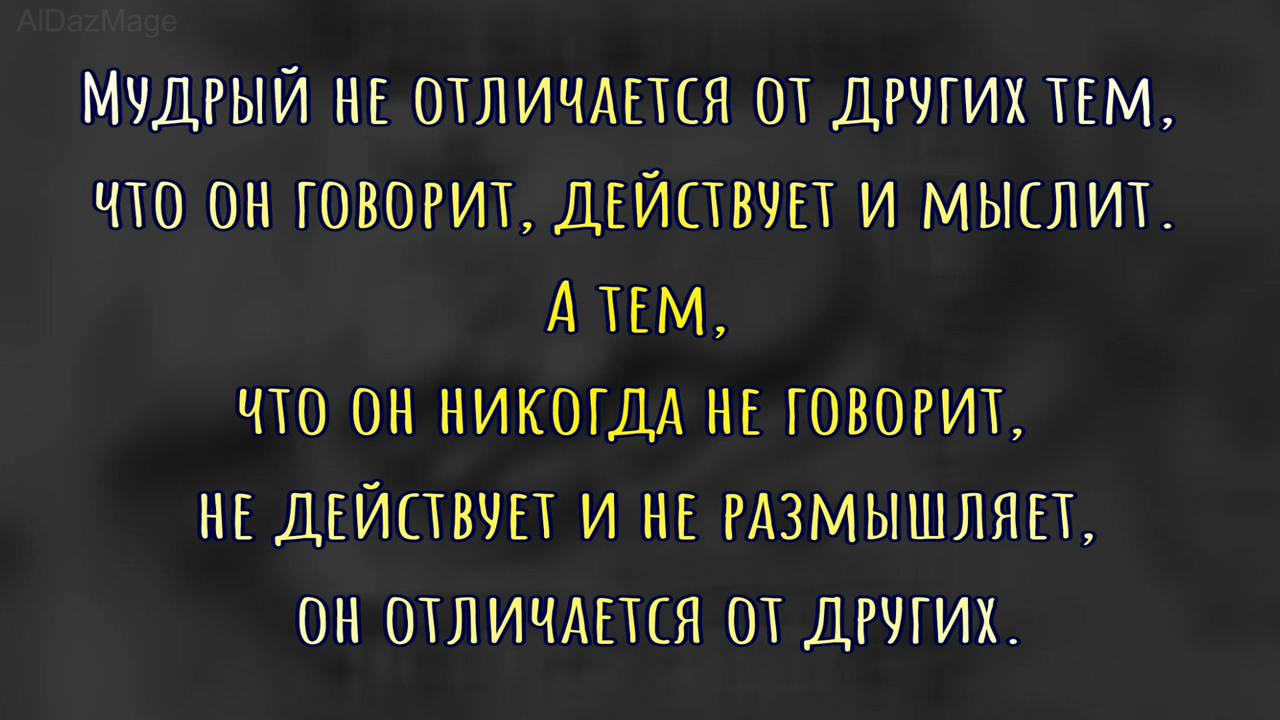 AlDazMage
Мудрый не отличается от других тем,
что он говорит, действует и мыслит.
А тем,
что он никогда не говорит,
не действует и не размышляет,
он отличается от других.